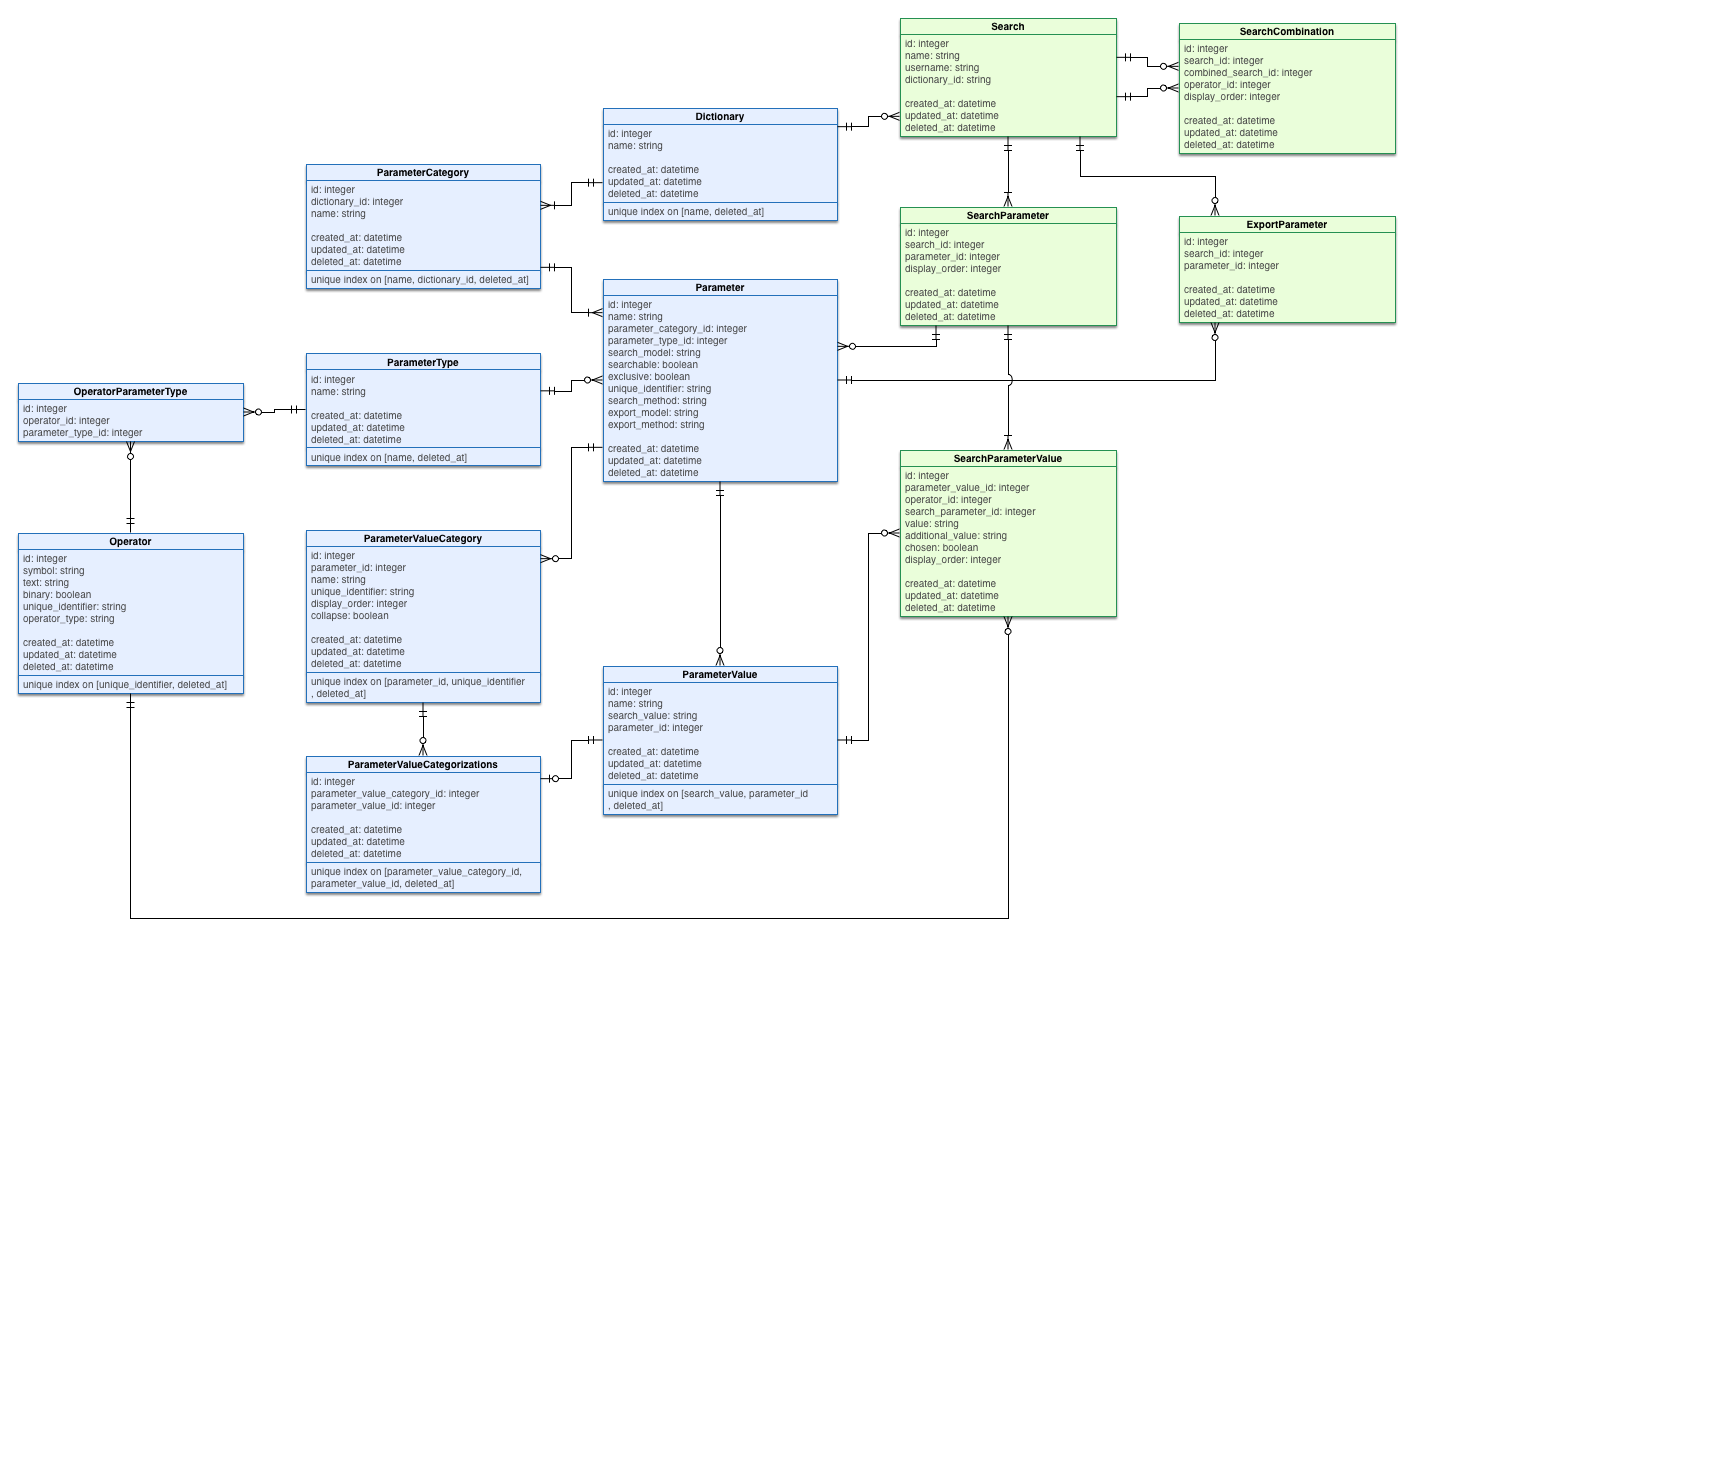 Search
id: integer
name: string
username: string
dictionary_id: string
created_at: datetime
updated_at: datetime
deleted_at: datetime
SearchCombination
id: integer
search_id: integer
combined_search_id: integer
operator_id: integer
display_order: integer
created_at: datetime
updated_at: datetime
deleted_at: datetime
Dictionary
id: integer
name: string
created_at: datetime
updated_at: datetime
deleted_at: datetime
unique index on [name, deleted_at]
ParameterCategory
id: integer
dictionary_id: integer
name: string
created_at: datetime
updated_at: datetime
deleted_at: datetime
unique index on [name, dictionary_id, deleted_at]
SearchParameter
id: integer
search_id: integer
parameter_id: integer
display_order: integer
created_at: datetime
updated_at: datetime
deleted_at: datetime
ExportParameter
id: integer
search_id: integer
parameter_id: integer
created_at: datetime
updated_at: datetime
deleted_at: datetime
Parameter
id: integer
name: string
parameter_category_id: integer
parameter_type_id: integer
search_model: string
searchable: boolean
exclusive: boolean
unique_identifier: string
search_method: string
export_model: string
export_method: string
created_at: datetime
updated_at: datetime
deleted_at: datetime
ParameterType
id: integer
name: string
created_at: datetime
updated_at: datetime
deleted_at: datetime
unique index on [name, deleted_at]
OperatorParameterType
id: integer
operator_id: integer
parameter_type_id: integer
SearchParameterValue
id: integer
parameter_value_id: integer
operator_id: integer
search_parameter_id: integer
value: string
additional_value: string
chosen: boolean
display_order: integer
created_at: datetime
updated_at: datetime
deleted_at: datetime
Operator
id: integer
symbol: string
text: string
binary: boolean
unique_identifier: string
operator_type: string
created_at: datetime
updated_at: datetime
deleted_at: datetime
unique index on [unique_identifier, deleted_at]
ParameterValueCategory
id: integer
parameter_id: integer
name: string
unique_identifier: string
display_order: integer
collapse: boolean
created_at: datetime
updated_at: datetime
deleted_at: datetime
unique index on [parameter_id, unique_identifier
, deleted_at]
ParameterValue
id: integer
name: string
search_value: string
parameter_id: integer
created_at: datetime
updated_at: datetime
deleted_at: datetime
unique index on [search_value, parameter_id
, deleted_at]
ParameterValueCategorizations
id: integer
parameter_value_category_id: integer
parameter_value_id: integer
created_at: datetime
updated_at: datetime
deleted_at: datetime
unique index on [parameter_value_category_id,
parameter_value_id, deleted_at]